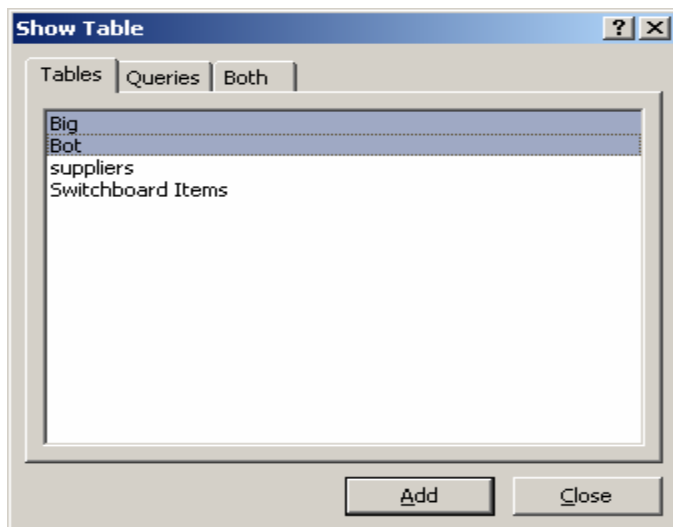 Show Table ? X
Tables Queries Both
Big
Bot
suppliers
Switchboard Items
Add Close